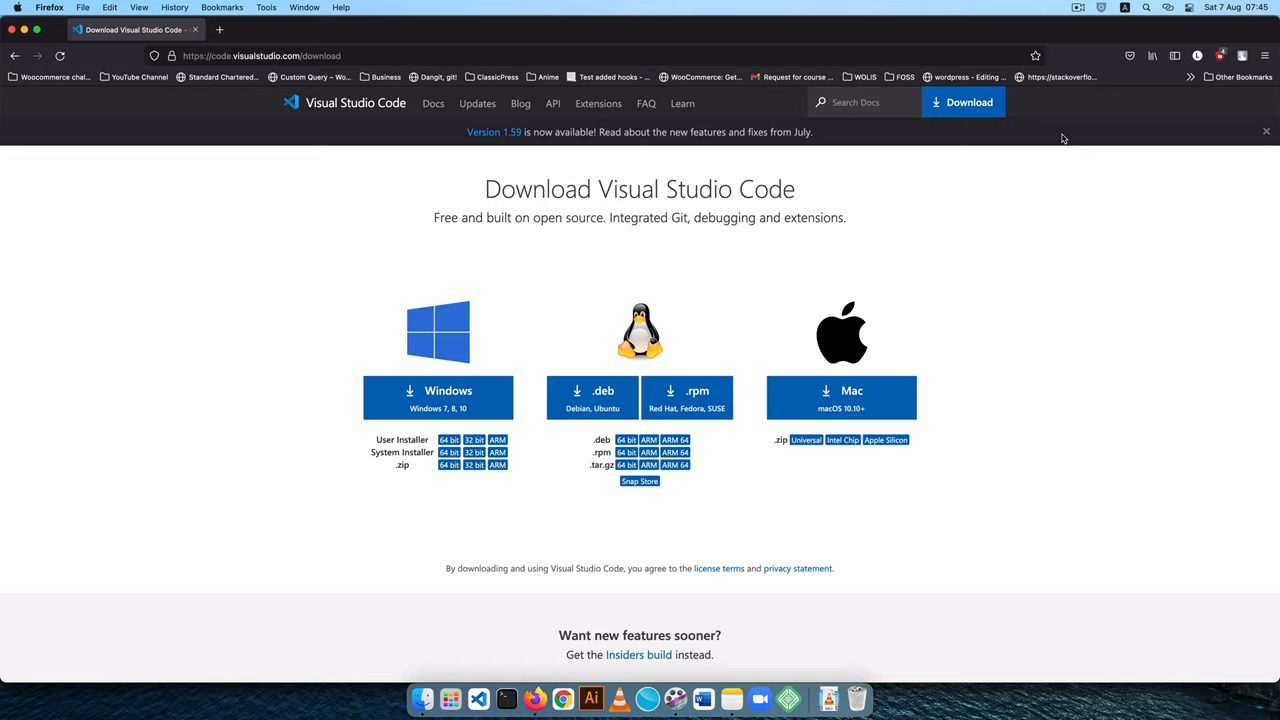 Firefox File Edit View History Bookmarks Tools Window Help
A Sat 7 Aug 07:45
Download Visual Studio Code -
https://code.visualstudio.com/download
Woocommerce chal... YouTube Channel Standard Chartered... Custom Query – Wo... Business Dangit, git! ClassicPress Anime Test added hooks - ... WooCommerce: Get... Request for course ... WOLIS FOSS wordpress - Editing ... https://stackoverflo... Other Bookmarks
Visual Studio Code Docs Updates Blog API Extensions FAQ Learn Search Docs Download
Version 1.59 is now available! Read about the new features and fixes from July.
Download Visual Studio Code
Free and built on open source. Integrated Git, debugging and extensions.
Windows
Windows 7, 8, 10
User Installer 64 bit 32 bit ARM
System Installer 64 bit 32 bit ARM
.zip 64 bit 32 bit ARM
.deb
Debian, Ubuntu
.rpm
Red Hat, Fedora, SUSE
.deb 64 bit ARM ARM 64
.rpm 64 bit ARM ARM 64
.tar.gz 64 bit ARM ARM 64
Snap Store
Mac
macOS 10.10+
.zip Universal Intel Chip Apple Silicon
By downloading and using Visual Studio Code, you agree to the license terms and privacy statement.
Want new features sooner?
Get the Insiders build instead.
Ai